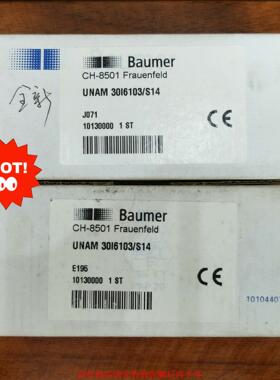 Baumer
CH-8501 Frauenfeld
UNAM 30I6103/S14
J071
10130000 1 ST
CE
全新
HOT!
Baumer
CH-8501 Frauenfeld
UNAM 30I6103/S14
E195
10130000 1 ST
CE